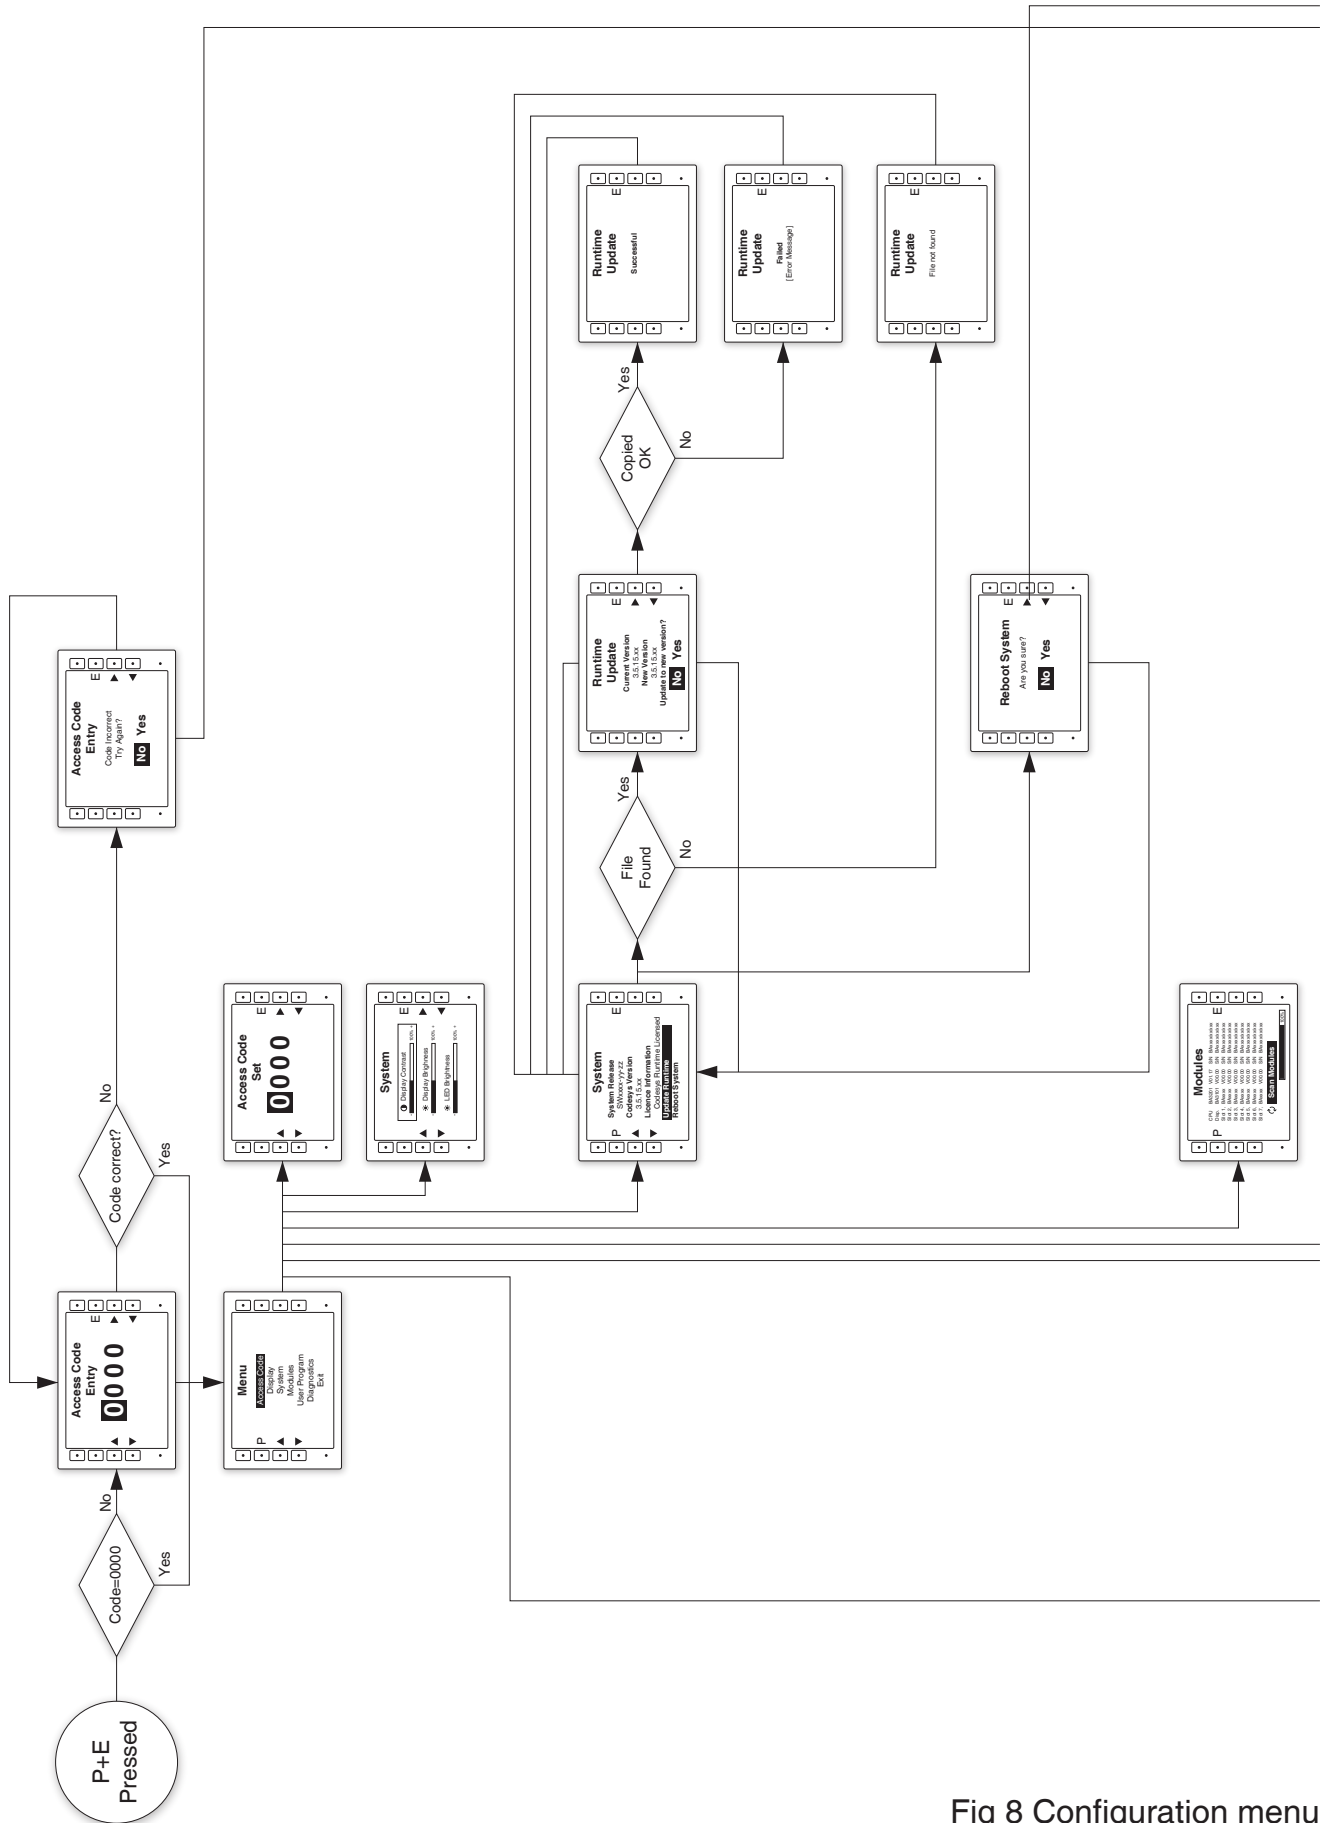 P+E
Pressed
Code=0000
No
Yes
Access Code
Entry
0000
E
Code correct?
No
Yes
Access Code
Entry
Code Incorrect
Try Again?
No Yes
E
Menu
P
Access Code
Display
System
Modules
User Program
Diagnostics
Exit
Access Code
Set
0000
E
System
E
Display Contrast
100% +
Display Brighness
100% +
LED Brightness
100% +
System
P
E
System Release
SWxxxx-yy-zz
Codesys Version
3.5.15.xx
Licence Information
Codesys Runtime Licensed
Update Runtime
Reboot System
File
Found
Yes
No
Runtime
Update
E
Current Version
3.5.15.xx
New Version
3.5.15.xx
Update to new version?
No Yes
Copied
OK
Yes
No
Runtime
Update
E
Successful
Runtime
Update
E
Failed
[Error Message]
Runtime
Update
E
File not found
Reboot System
E
Are you sure?
No Yes
Modules
P
E
Scan Modules
100%
Fig 8 Configuration menu